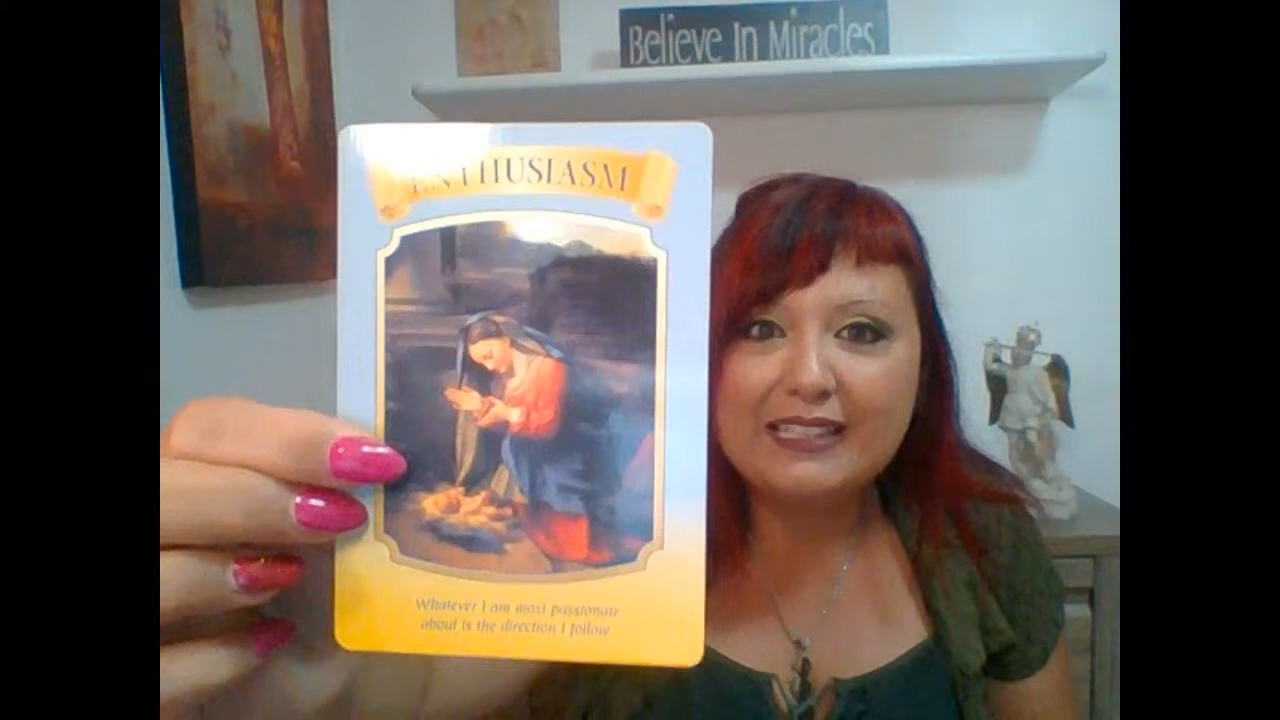 Believe In Miracles
ENTHUSIASM
Whatever I am most passionate
about is the direction I follow